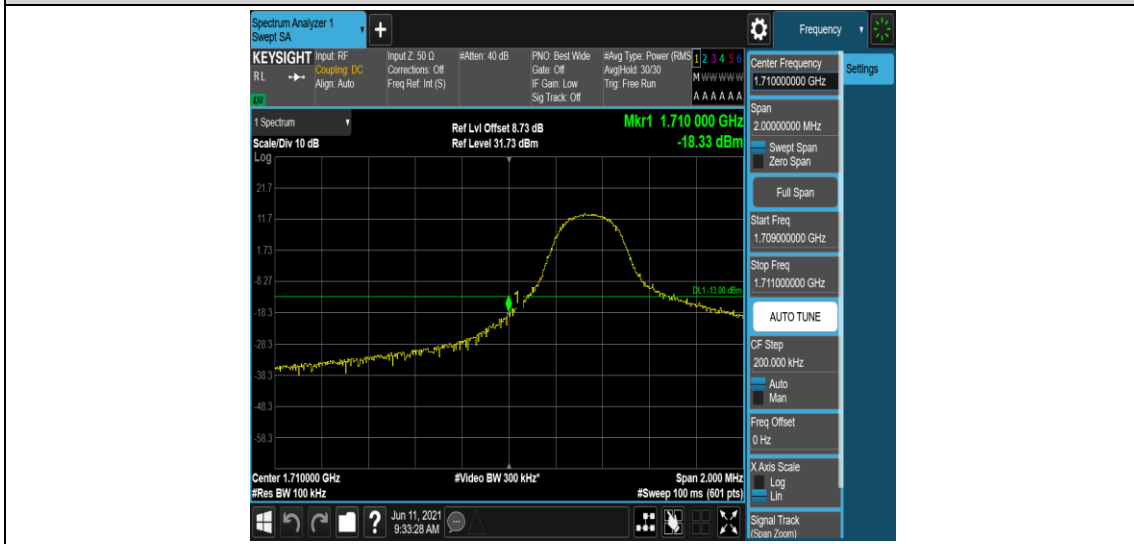 Spectrum Analyzer 1
Swept SA
+
Frequency
KEYSIGHT
RL
LXI
Input: RF
Coupling: DC
Align: Auto
Input Z: 50 Ω
Corrections: Off
Freq Ref: Int (S)
#Atten: 40 dB
PNO: Best Wide
Gate: Off
IF Gain: Low
Sig Track: Off
#Avg Type: Power (RMS
Avg|Hold: 30/30
Trig: Free Run
1 2 3 4 5 6
M W W W W W
A A A A A A
1 Spectrum
Scale/Div 10 dB
Log
Ref Lvl Offset 8.73 dB
Ref Level 31.73 dBm
Mkr1 1.710 000 GHz
-18.33 dBm
21.7
11.7
1.73
-8.27
-18.3
-28.3
-38.3
-48.3
-58.3
1
DL1 -13.00 dBm
Center 1.710000 GHz
#Res BW 100 kHz
#Video BW 300 kHz*
Span 2.000 MHz
#Sweep 100 ms (601 pts)
Center Frequency
1.710000000 GHz
Settings
Span
2.00000000 MHz
Swept Span
Zero Span
Full Span
Start Freq
1.709000000 GHz
Stop Freq
1.711000000 GHz
AUTO TUNE
CF Step
200.000 kHz
Auto
Man
Freq Offset
0 Hz
X Axis Scale
Log
Lin
Signal Track
(Span Zoom)
?
Jun 11, 2021
9:33:28 AM